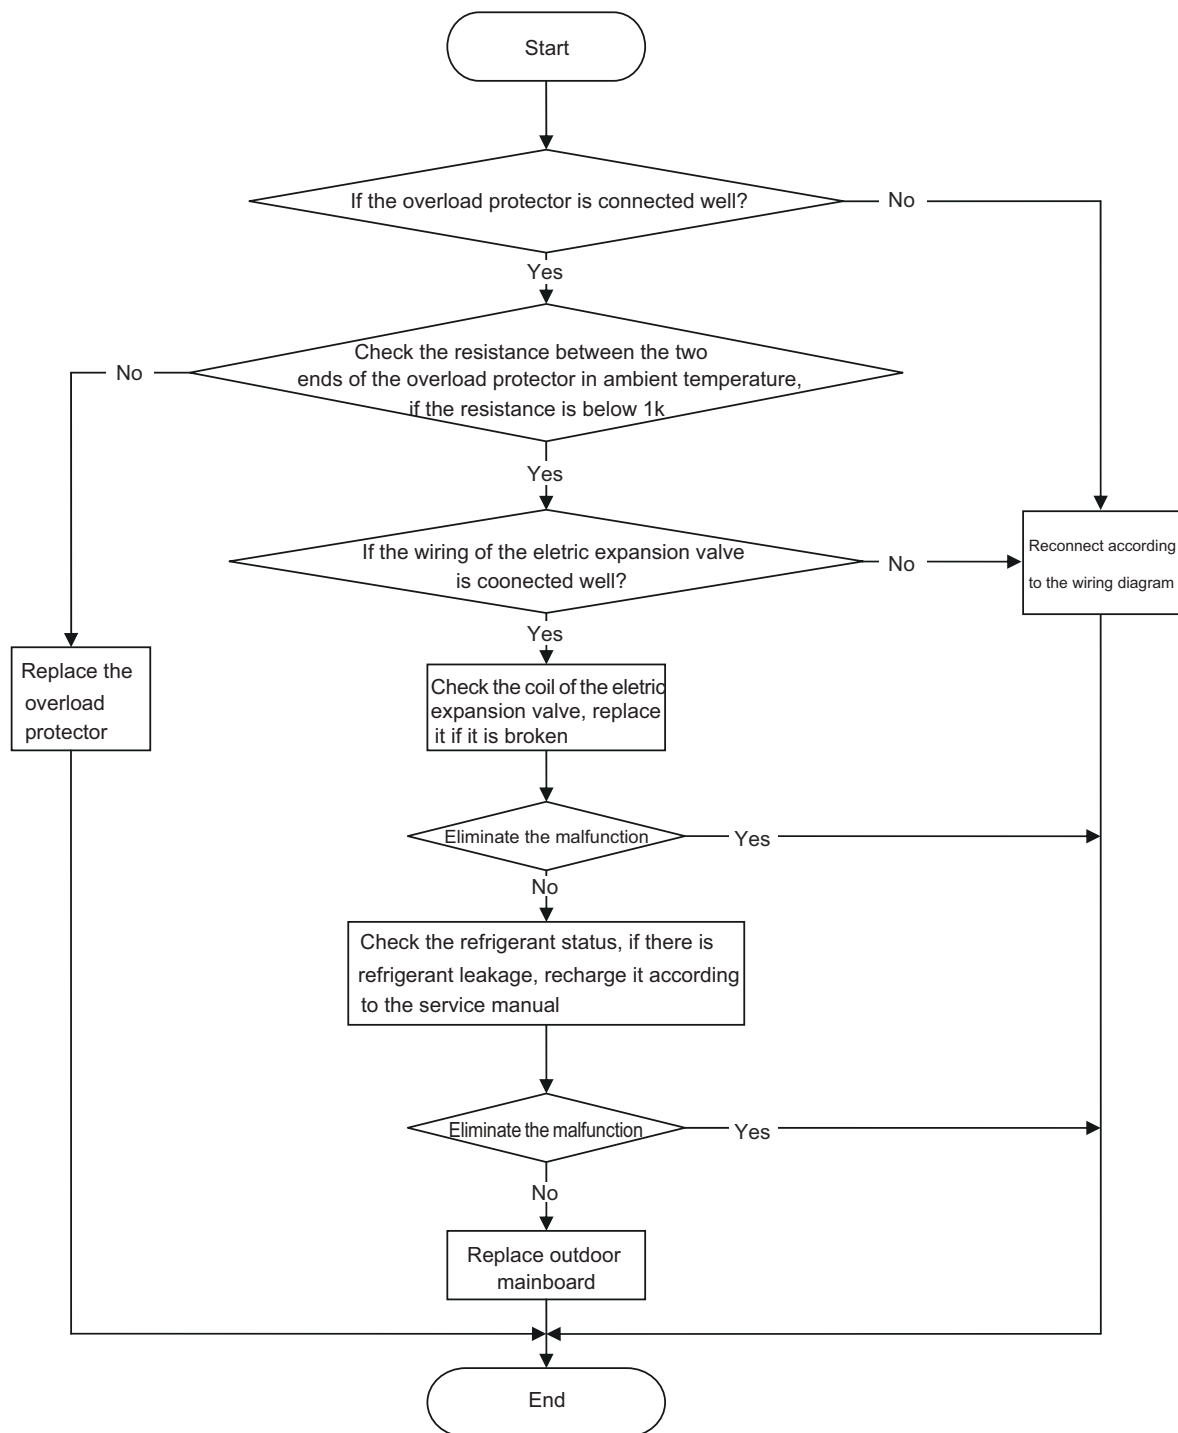 Start
If the overload protector is connected well?
No
Yes
Check the resistance between the two
ends of the overload protector in ambient temperature,
if the resistance is below 1k
No
Yes
If the wiring of the eletric expansion valve
is coonected well?
No
Reconnect according
to the wiring diagram
Yes
Replace the
overload
protector
Check the coil of the eletric
expansion valve, replace
it if it is broken
Eliminate the malfunction
Yes
No
Check the refrigerant status, if there is
refrigerant leakage, recharge it according
to the service manual
Eliminate the malfunction
Yes
No
Replace outdoor
mainboard
End